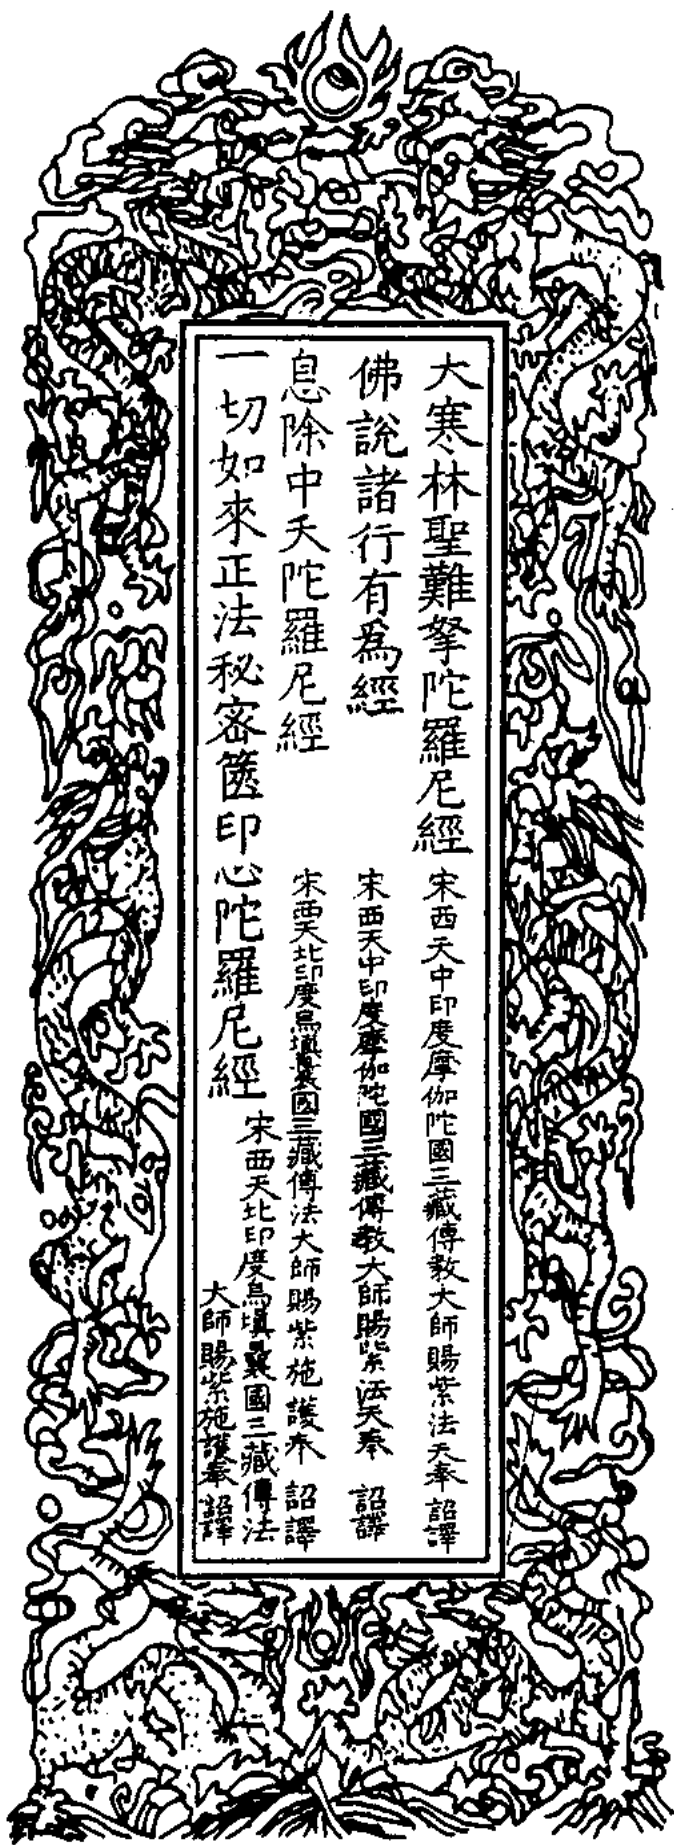 大寒林聖難拏陀羅尼經
宋西天中印度摩伽陀國三藏傳教大師賜紫法天奉 詔譯
佛說諸行有為經
宋西天中印度摩伽陀國三藏傳教大師賜紫法天奉 詔譯
息除中夭陀羅尼經
宋西天北印度烏塡曩國三藏傳法大師賜紫施護奉 詔譯
一切如來正法秘密篋印心陀羅尼經
宋西天北印度烏塡曩國三藏傳法
大師賜紫施護奉 詔譯